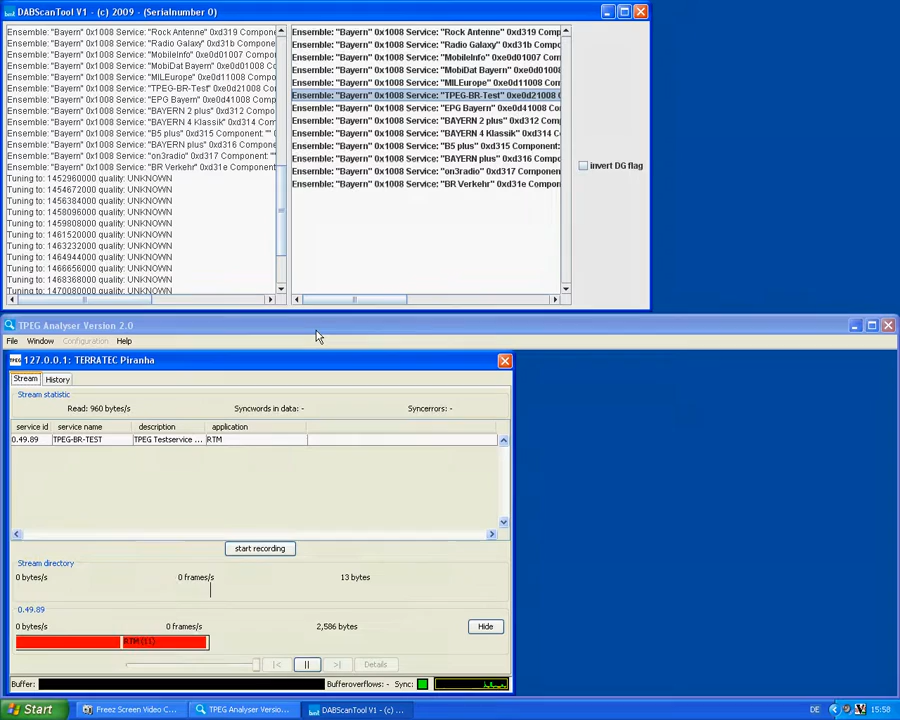 DABScanTool V1 - (c) 2009 - (Serialnumber 0)
Ensemble: "Bayern" 0x1008 Service: "Rock Antenne" 0xd319 Componen
Ensemble: "Bayern" 0x1008 Service: "Radio Galaxy" 0xd31b Componen
Ensemble: "Bayern" 0x1008 Service: "MobileInfo" 0xe0d01007 Compone
Ensemble: "Bayern" 0x1008 Service: "MobiDat Bayern" 0xe0d01008 Com
Ensemble: "Bayern" 0x1008 Service: "MILEurope" 0xe0d11008 Compon
Ensemble: "Bayern" 0x1008 Service: "TPEG-BR-Test" 0xe0d21008 Com
Ensemble: "Bayern" 0x1008 Service: "EPG Bayern" 0xe0d41008 Compor
Ensemble: "Bayern" 0x1008 Service: "BAYERN 2 plus" 0xd312 Compone
Ensemble: "Bayern" 0x1008 Service: "BAYERN 4 Klassik" 0xd314 Comp
Ensemble: "Bayern" 0x1008 Service: "B5 plus" 0xd315 Component: "" 0x
Ensemble: "Bayern" 0x1008 Service: "BAYERN plus" 0xd316 Componen
Ensemble: "Bayern" 0x1008 Service: "on3radio" 0xd317 Component: ""
Ensemble: "Bayern" 0x1008 Service: "BR Verkehr" 0xd31e Component:
Tuning to: 1452960000 quality: UNKNOWN
Tuning to: 1454672000 quality: UNKNOWN
Tuning to: 1456384000 quality: UNKNOWN
Tuning to: 1458096000 quality: UNKNOWN
Tuning to: 1459808000 quality: UNKNOWN
Tuning to: 1461520000 quality: UNKNOWN
Tuning to: 1463232000 quality: UNKNOWN
Tuning to: 1464944000 quality: UNKNOWN
Tuning to: 1466656000 quality: UNKNOWN
Tuning to: 1468368000 quality: UNKNOWN
Tuning to: 1470080000 quality: UNKNOWN
Ensemble: "Bayern" 0x1008 Service: "Rock Antenne" 0xd319 Comp
Ensemble: "Bayern" 0x1008 Service: "Radio Galaxy" 0xd31b Comp
Ensemble: "Bayern" 0x1008 Service: "MobileInfo" 0xe0d01007 Com
Ensemble: "Bayern" 0x1008 Service: "MobiDat Bayern" 0xe0d01008
Ensemble: "Bayern" 0x1008 Service: "MILEurope" 0xe0d11008 Com
Ensemble: "Bayern" 0x1008 Service: "TPEG-BR-Test" 0xe0d21008 C
Ensemble: "Bayern" 0x1008 Service: "EPG Bayern" 0xe0d41008 Co
Ensemble: "Bayern" 0x1008 Service: "BAYERN 2 plus" 0xd312 Com
Ensemble: "Bayern" 0x1008 Service: "BAYERN 4 Klassik" 0xd314 C
Ensemble: "Bayern" 0x1008 Service: "B5 plus" 0xd315 Component:
Ensemble: "Bayern" 0x1008 Service: "BAYERN plus" 0xd316 Comp
Ensemble: "Bayern" 0x1008 Service: "on3radio" 0xd317 Componen
Ensemble: "Bayern" 0x1008 Service: "BR Verkehr" 0xd31e Compon
invert DG flag
TPEG Analyser Version 2.0
File Window Configuration Help
TPEG 127.0.0.1: TERRATEC Piranha
Stream History
Stream statistic
Read: 960 bytes/s Syncwords in data: - Syncerrors: -
service id service name description application
0.49.89 TPEG-BR-TEST TPEG Testservice ... RTM
start recording
Stream directory
0 bytes/s 0 frames/s 13 bytes
0.49.89
0 bytes/s 0 frames/s 2,586 bytes Hide
RTM (11)
|< || >| Details
Buffer: Bufferoverflows: - Sync:
Start Freez Screen Video C... TPEG Analyser Versio... DABScanTool V1 - (c) ... DE 15:58